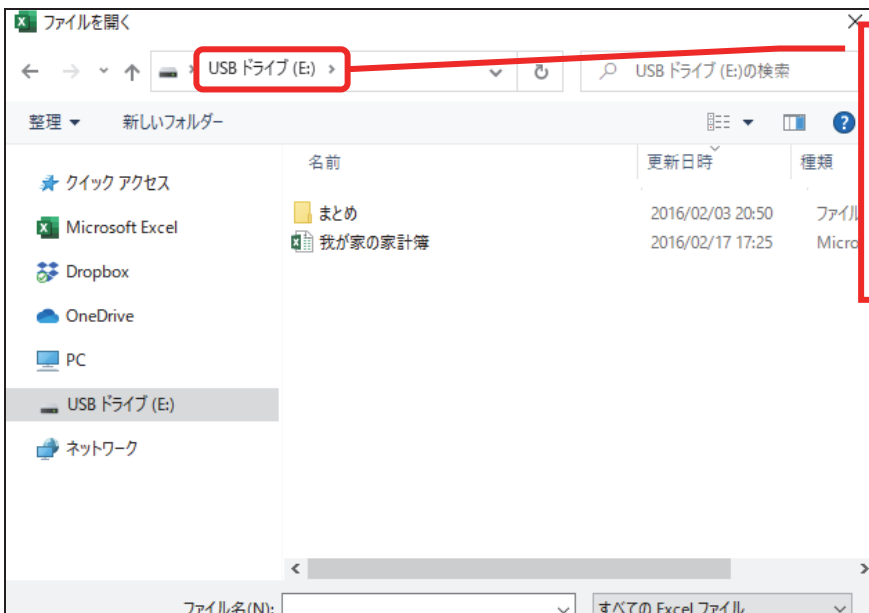 ファイルを開く
USB ドライブ (E:)
USB ドライブ (E:)の検索
整理
新しいフォルダー
名前
更新日時
種類
クイック アクセス
まとめ
2016/02/03 20:50
ファイル
Microsoft Excel
我が家の家計簿
2016/02/17 17:25
Micro
Dropbox
OneDrive
PC
USB ドライブ (E:)
ネットワーク
ファイル名(N):
すべての Excel ファイル